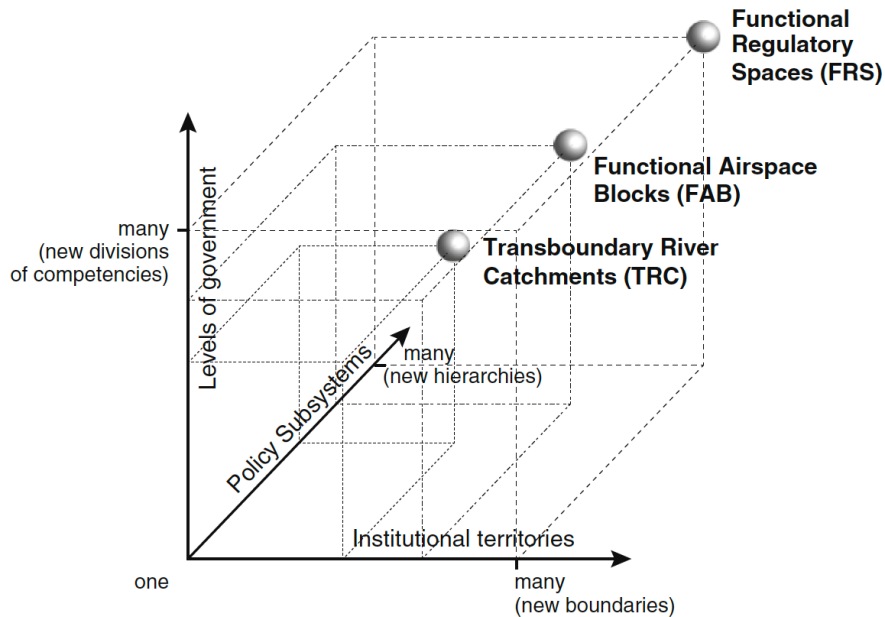 Functional
Regulatory
Spaces (FRS)
Functional Airspace
Blocks (FAB)
Transboundary River
Catchments (TRC)
Levels of government
many
(new divisions
of competencies)
Policy Subsystems
many
(new hierarchies)
Institutional territories
one
many
(new boundaries)